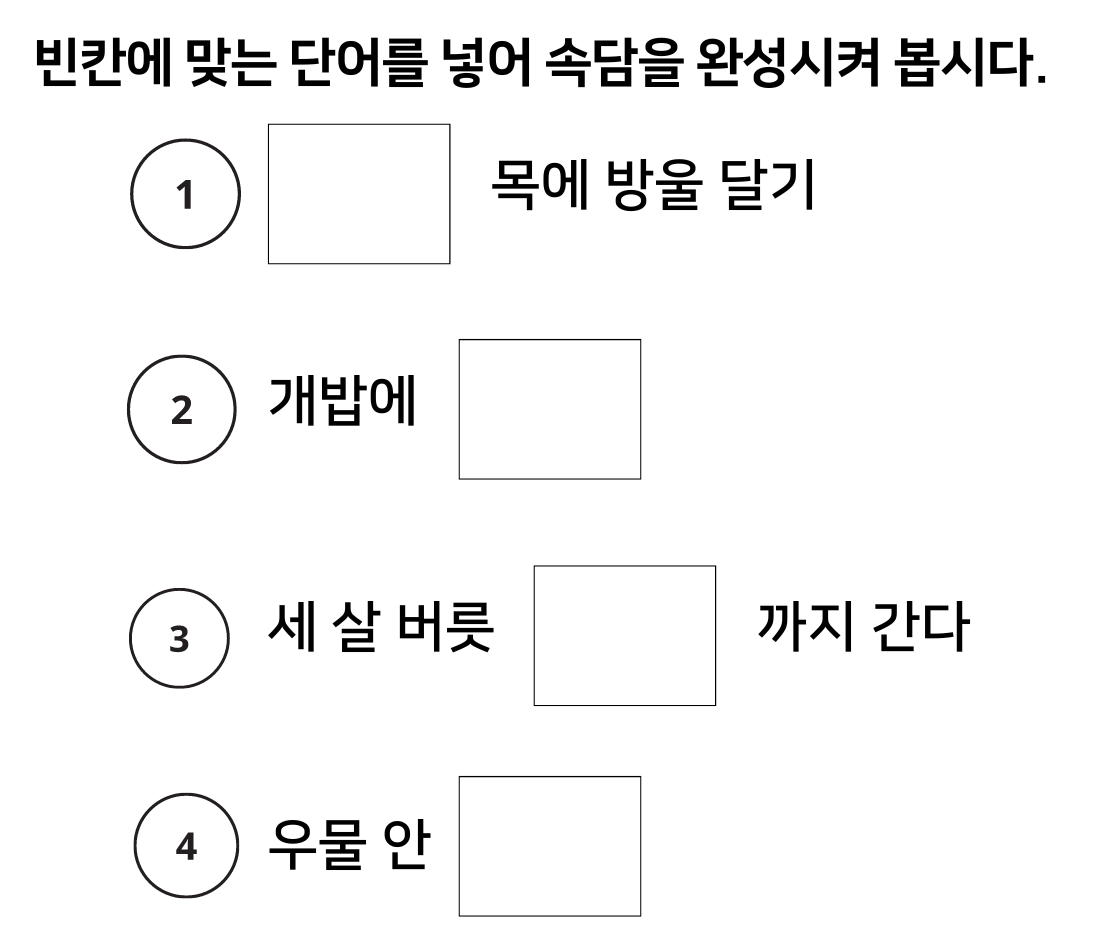 빈칸에 맞는 단어를 넣어 속담을 완성시켜 봅시다.
1 목에 방울 달기
2 개밥에
3 세 살 버릇 까지 간다
4 우물 안